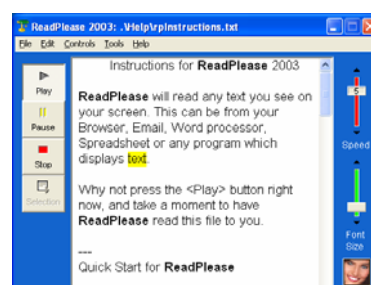 ReadPlease 2003: .\Help\rpInstructions.txt
File Edit Controls Tools Help
Play
Pause
Stop
Selection
Instructions for ReadPlease 2003
ReadPlease will read any text you see on
your screen. This can be from your
Browser, Email, Word processor,
Spreadsheet or any program which
displays text.
Why not press the <Play> button right
now, and take a moment to have
ReadPlease read this file to you.
---
Quick Start for ReadPlease
5
Speed
Font
Size